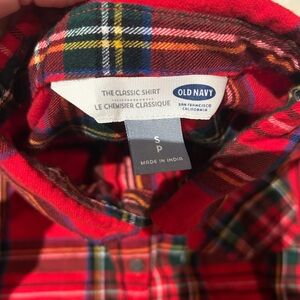 THE CLASSIC SHIRT
LE CHEMISIER CLASSIQUE
OLD NAVY
SAN FRANCISCO
CALIFORNIA
S
P
MADE IN INDIA